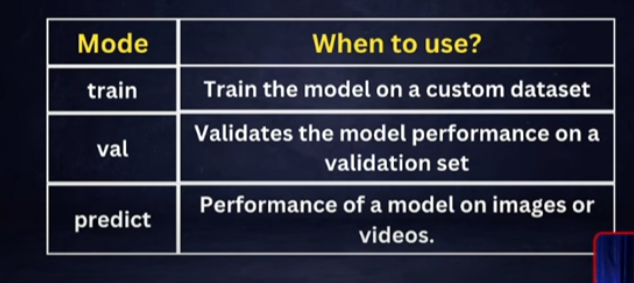 Mode
When to use?
train
Train the model on a custom dataset
val
Validates the model performance on a
validation set
predict
Performance of a model on images or
videos.